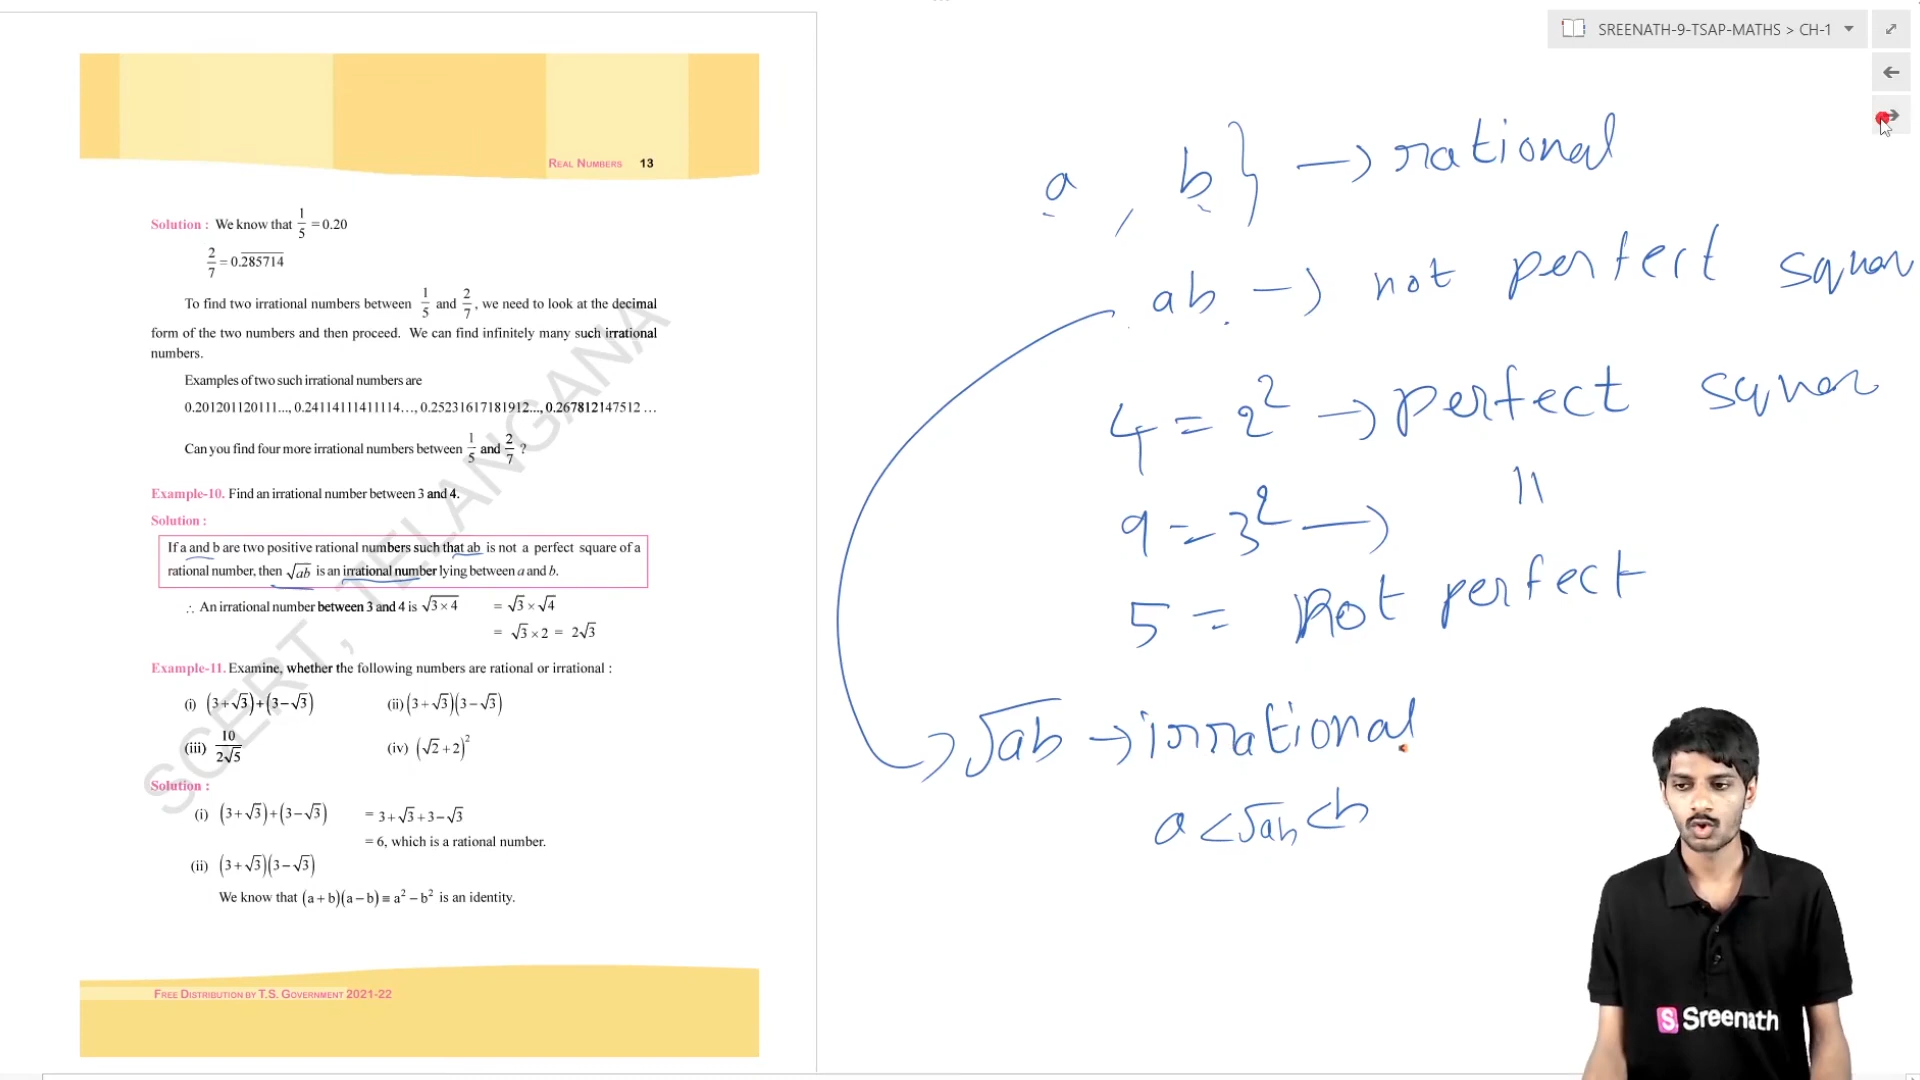 SREENATH-9-TSAP-MATHS > CH-1
REAL NUMBERS 13
Solution : We know that 1/5 = 0.20
2/7 = 0.2̅8̅5̅7̅1̅4̅
To find two irrational numbers between 1/5 and 2/7, we need to look at the decimal
form of the two numbers and then proceed. We can find infinitely many such irrational
numbers.
Examples of two such irrational numbers are
0.201201120111..., 0.24114111411114…, 0.25231617181912..., 0.267812147512 …
Can you find four more irrational numbers between 1/5 and 2/7 ?
Example-10. Find an irrational number between 3 and 4.
Solution :
If a and b are two positive rational numbers such that ab is not a perfect square of a
rational number, then √ab is an irrational number lying between a and b.
∴ An irrational number between 3 and 4 is √3 × 4 = √3 × √4
= √3 × 2 = 2√3
Example-11. Examine, whether the following numbers are rational or irrational :
(i) (3+√3)+(3−√3) (ii) (3+√3)(3−√3)
(iii) 10/2√5 (iv) (√2+2)²
Solution :
(i) (3+√3)+(3−√3) = 3+√3+3−√3
= 6, which is a rational number.
(ii) (3+√3)(3−√3)
We know that (a+b)(a−b) ≡ a² − b² is an identity.
FREE DISTRIBUTION BY T.S. GOVERNMENT 2021-22
SCERT, TELANGANA
a , b } → rational
ab → not perfect square
4 = 2² → perfect square
9 = 3² → "
5 = Not perfect
√ab → irrational
a < √ab < b
S Sreenath